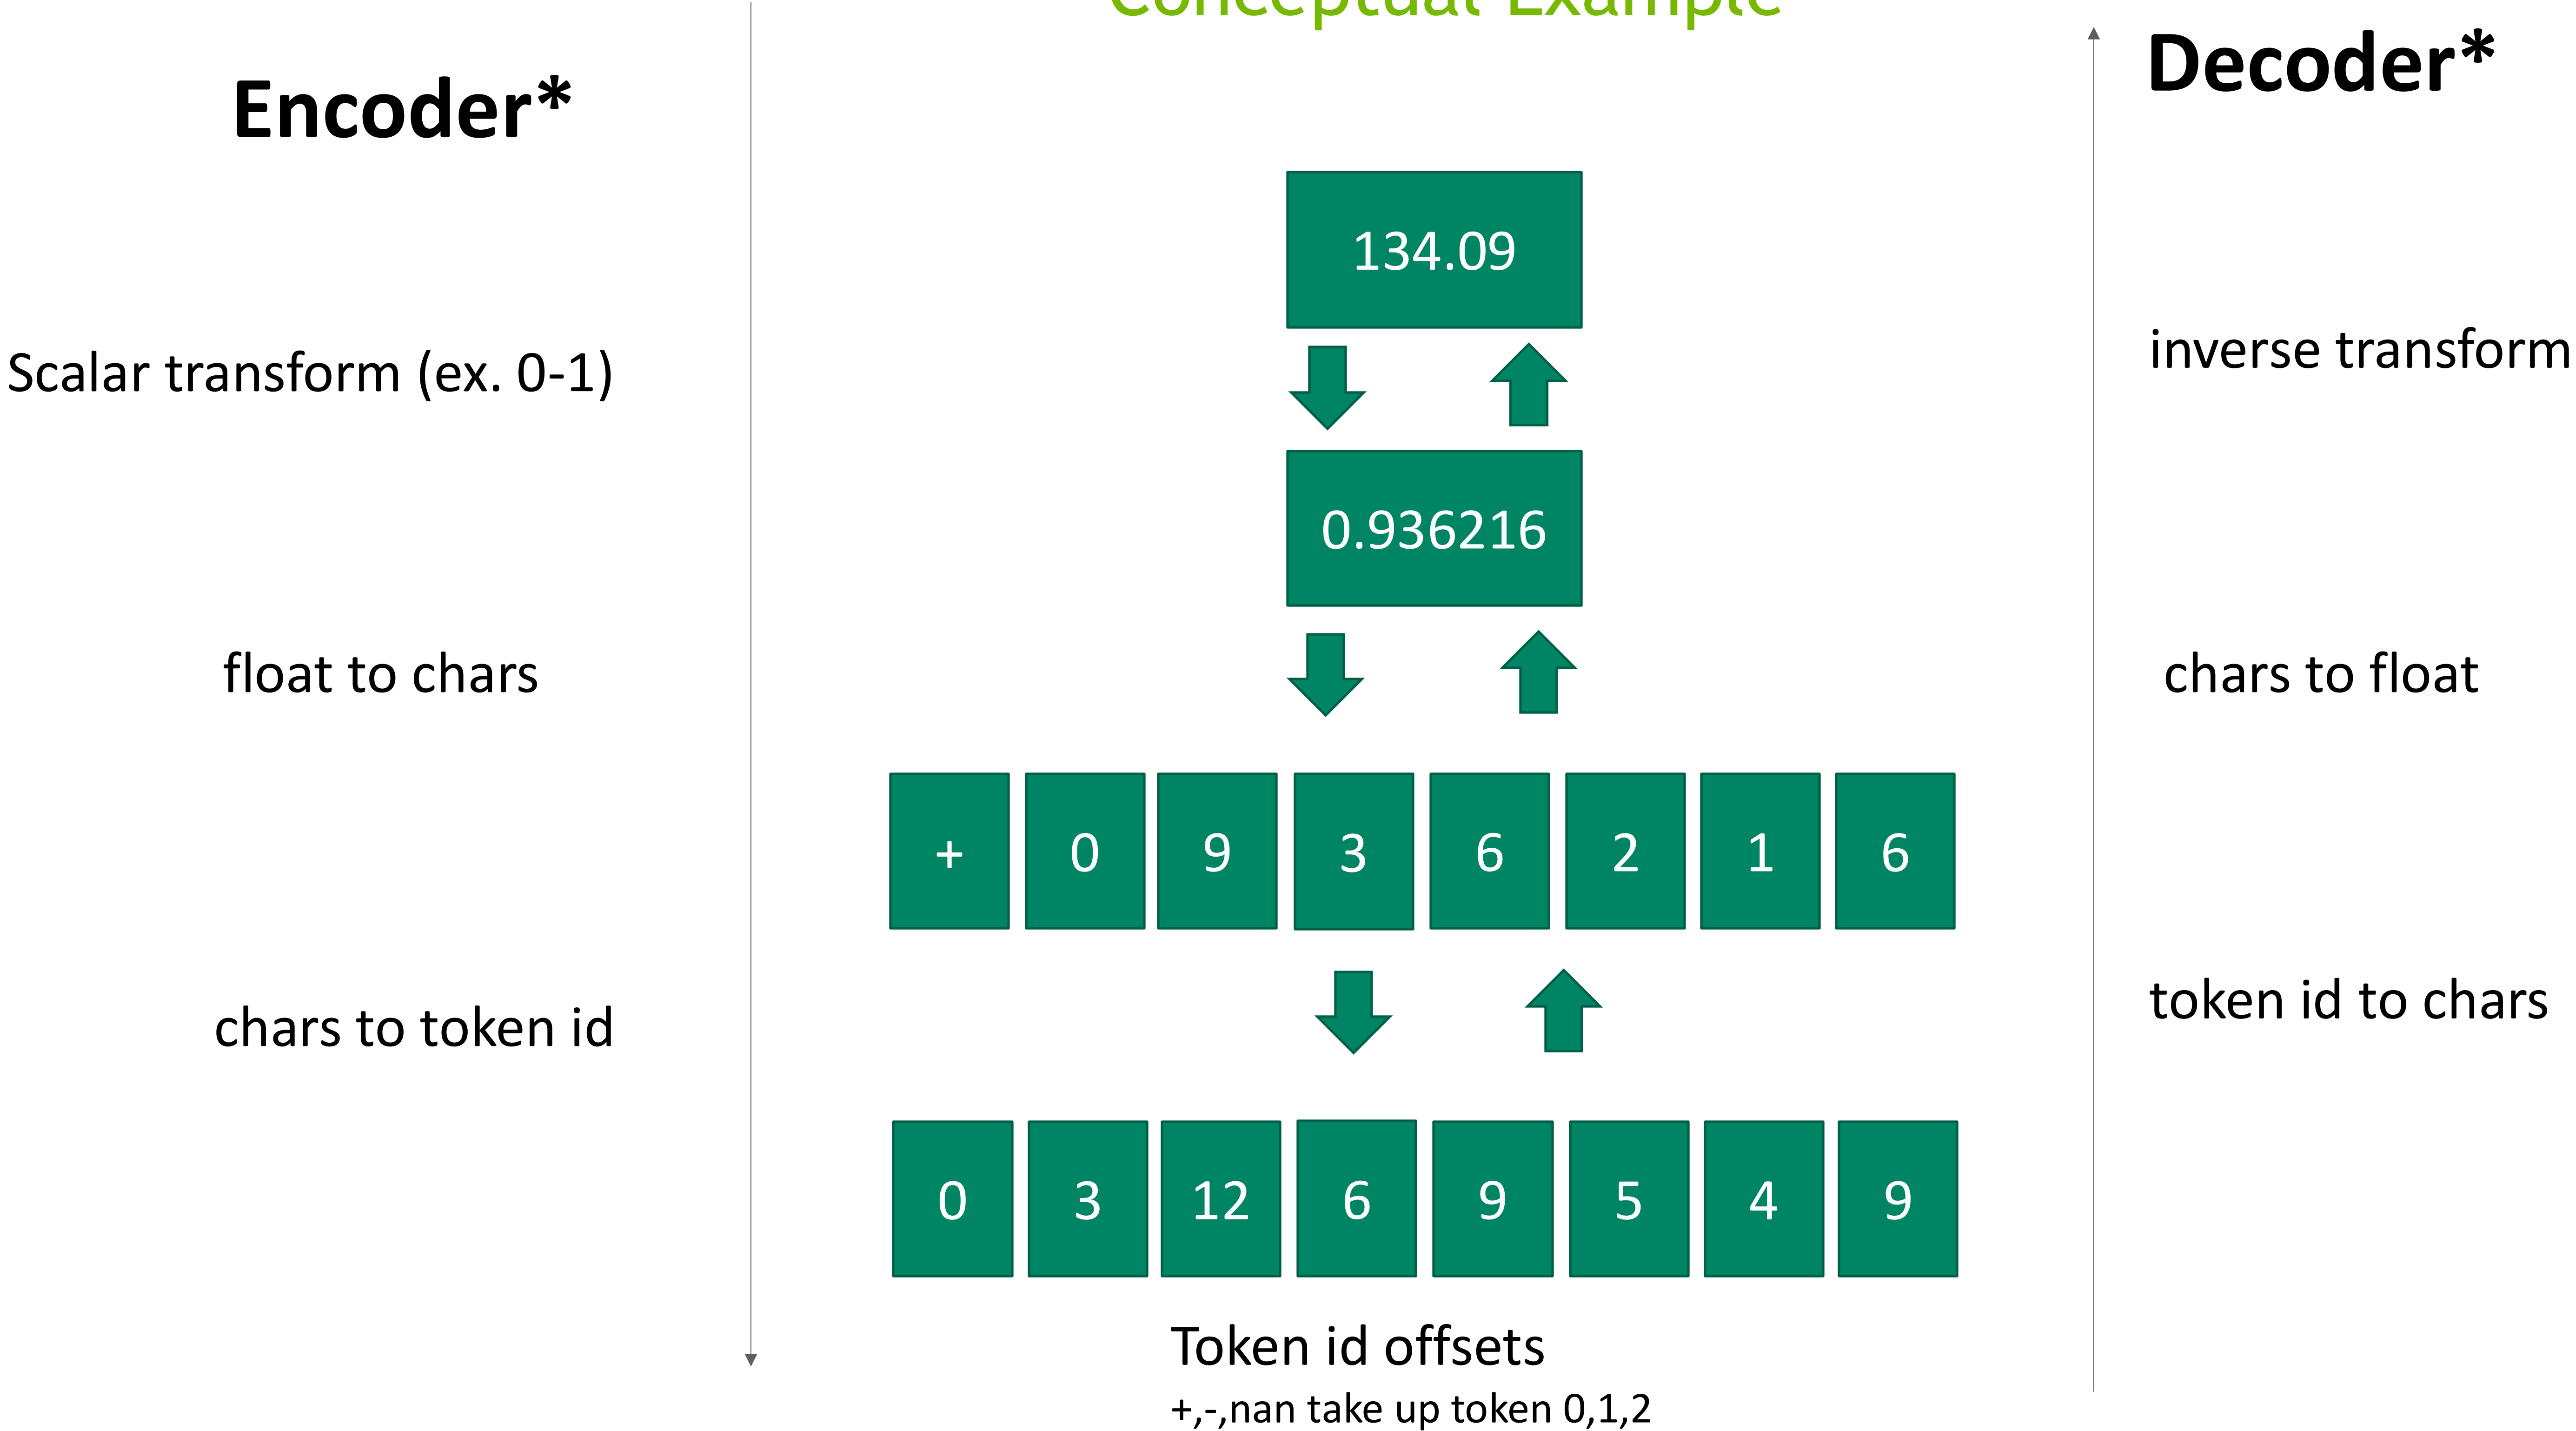 Conceptual Example
Encoder*
Decoder*
134.09
Scalar transform (ex. 0-1)
inverse transform
0.936216
float to chars
chars to float
+ 0 9 3 6 2 1 6
chars to token id
token id to chars
0 3 12 6 9 5 4 9
Token id offsets
+,-,nan take up token 0,1,2